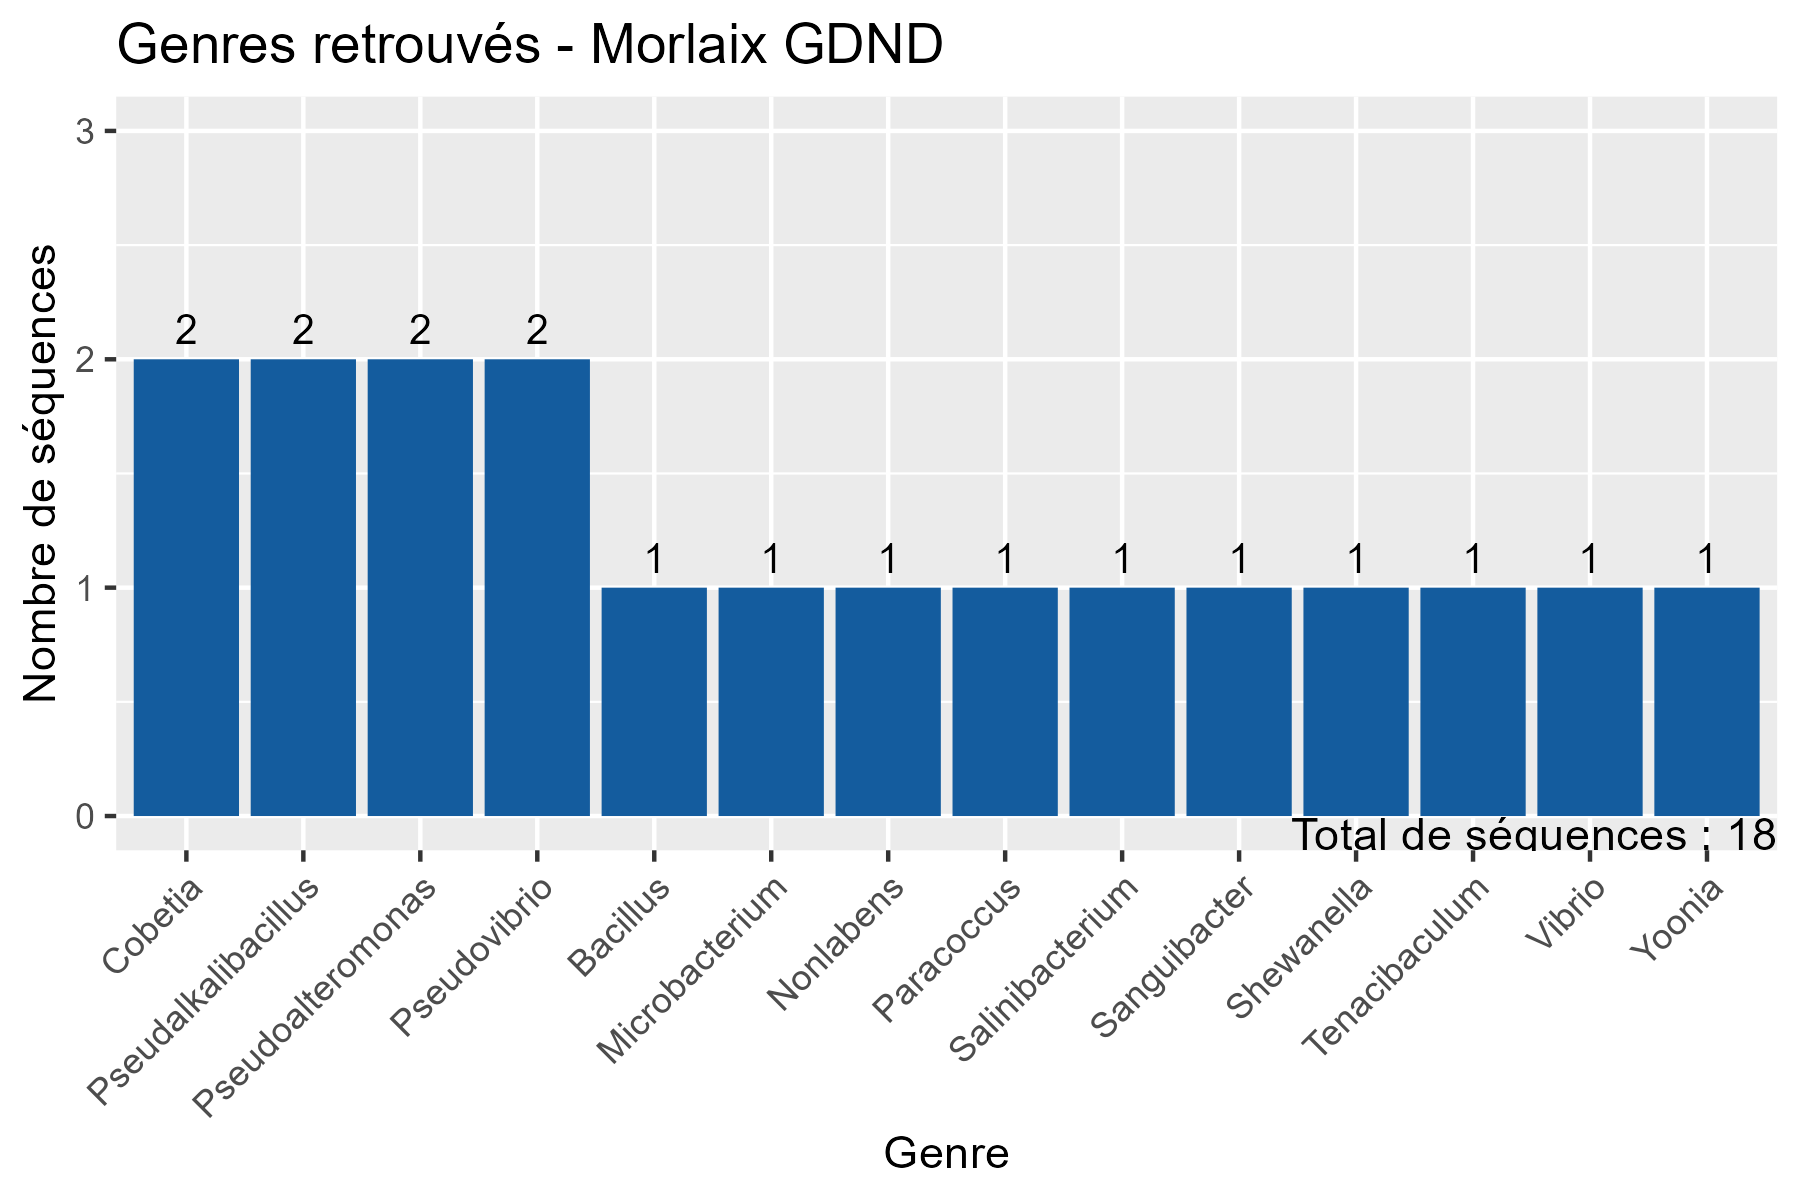 Genres retrouvés - Morlaix GDND
Nombre de séquences
3
2
1
0
2 2 2 2 1 1 1 1 1 1 1 1 1 1
Total de séquences : 18
Cobetia
Pseudalkalibacillus
Pseudoalteromonas
Pseudovibrio
Bacillus
Microbacterium
Nonlabens
Paracoccus
Salinibacterium
Sanguibacter
Shewanella
Tenacibaculum
Vibrio
Yoonia
Genre